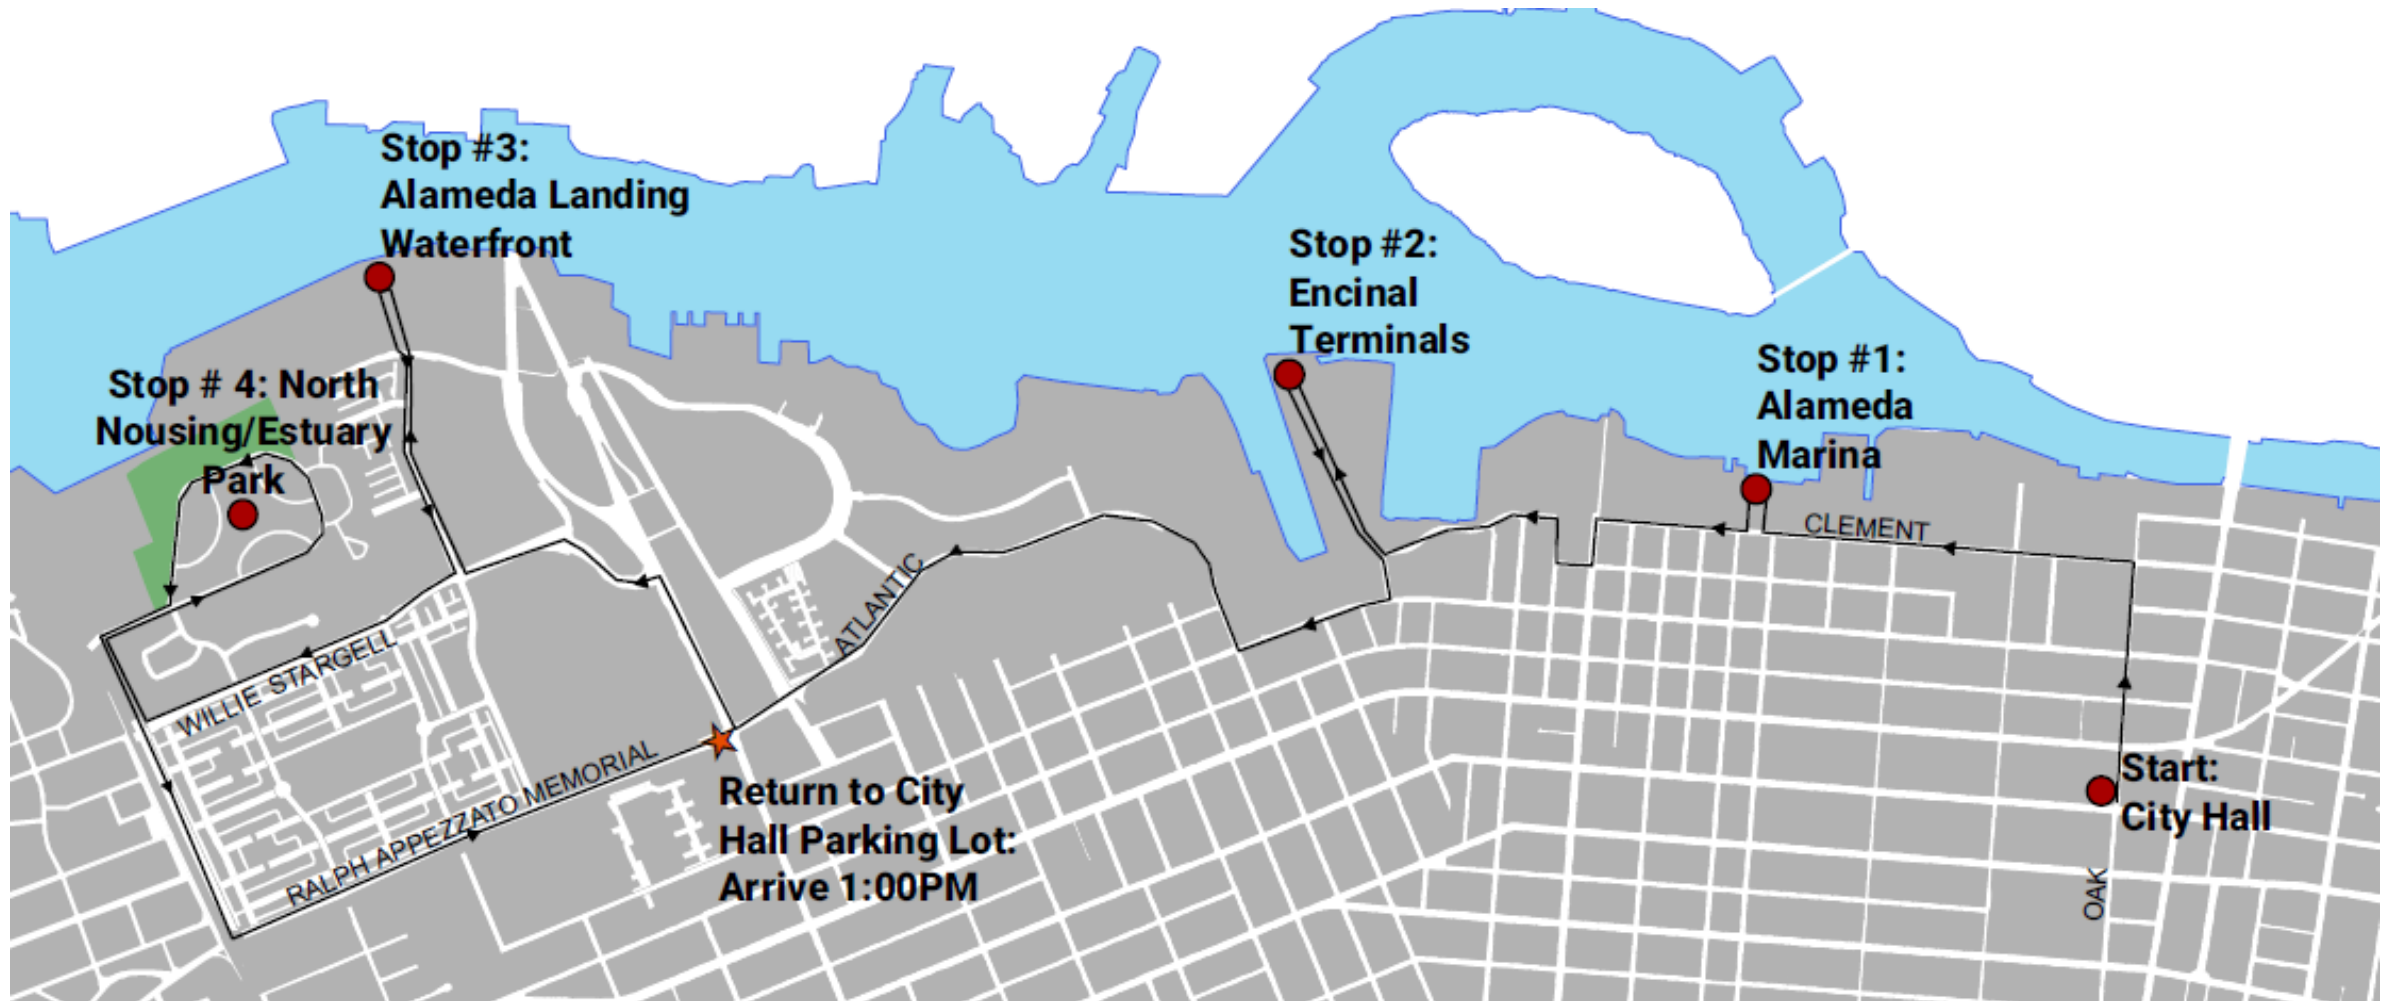 Stop #3:
Alameda Landing
Waterfront
Stop #2:
Encinal
Terminals
Stop #1:
Alameda
Marina
Stop # 4: North
Nousing/Estuary
Park
CLEMENT
ATLANTIC
WILLIE STARGELL
RALPH APPEZZATO MEMORIAL
Return to City
Hall Parking Lot:
Arrive 1:00PM
Start:
City Hall
OAK